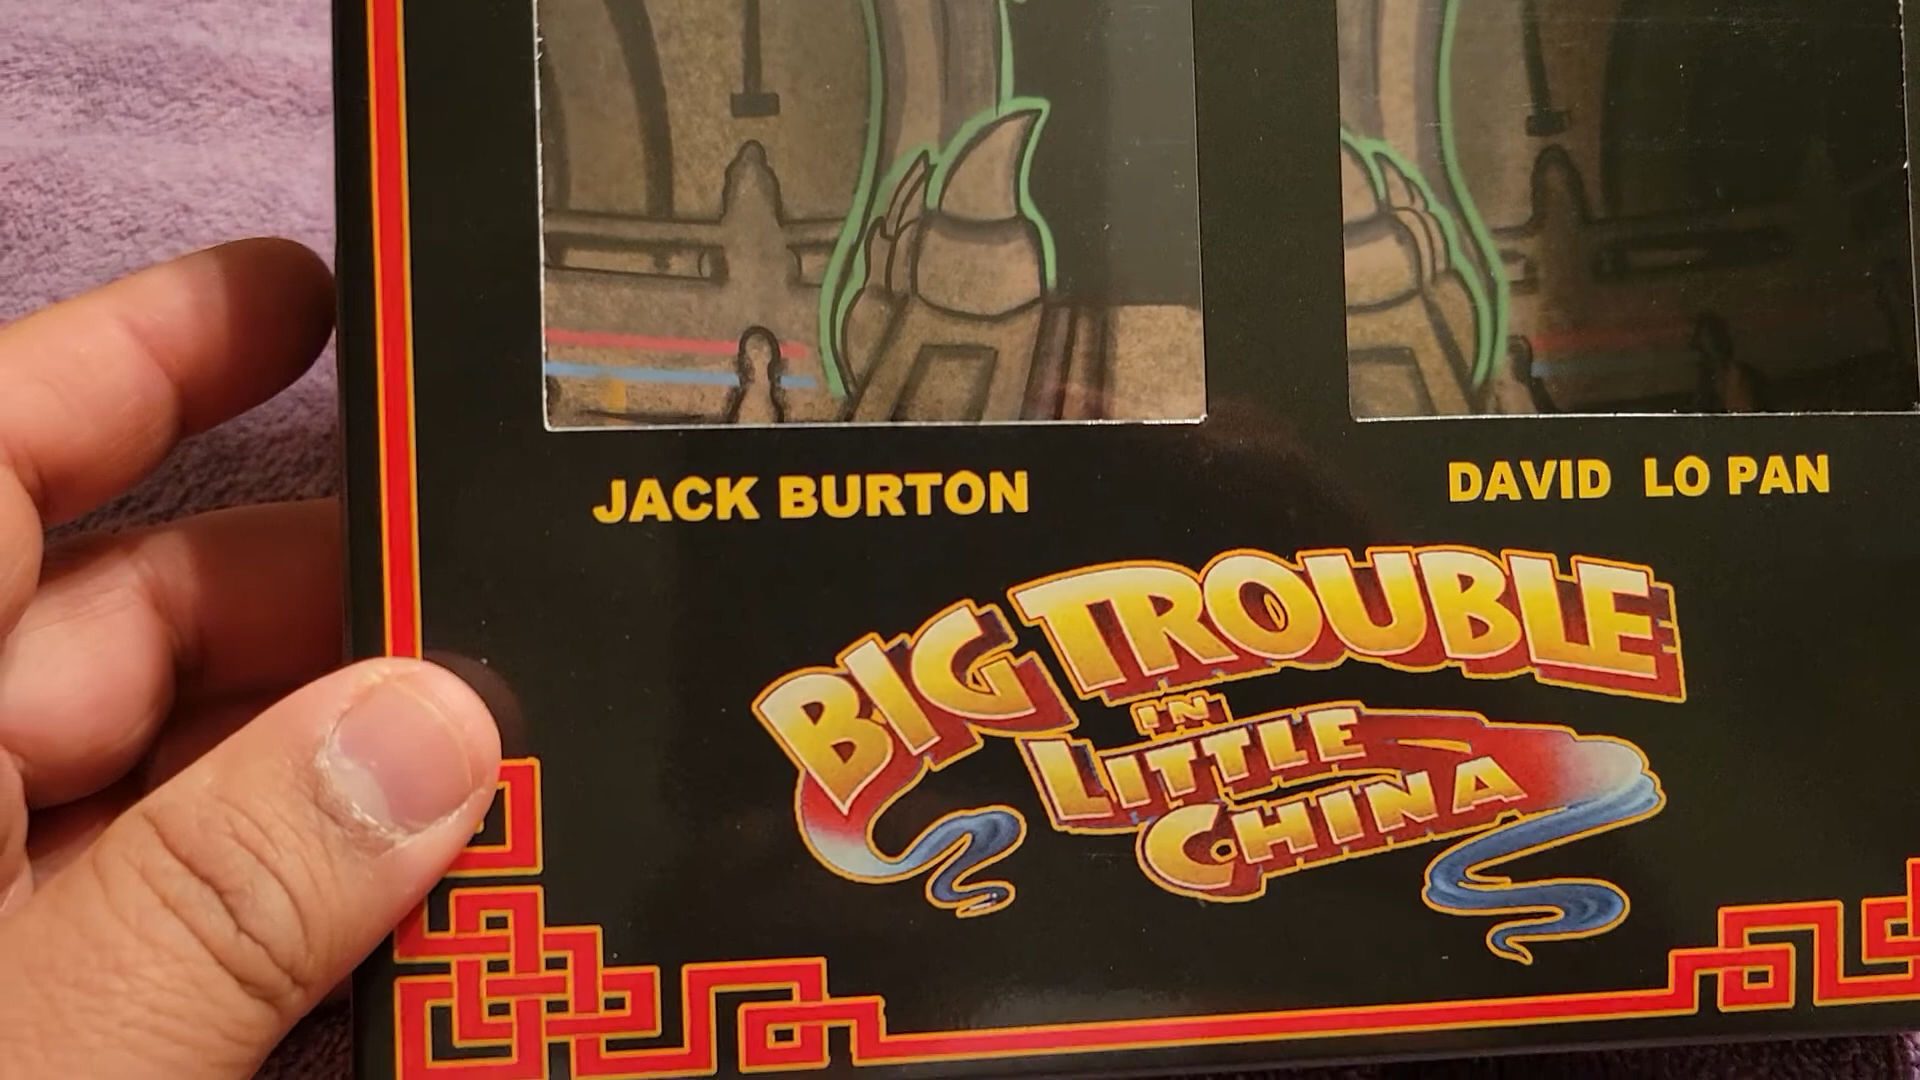 JACK BURTON
DAVID LO PAN
BIG TROUBLE
IN
LITTLE
CHINA